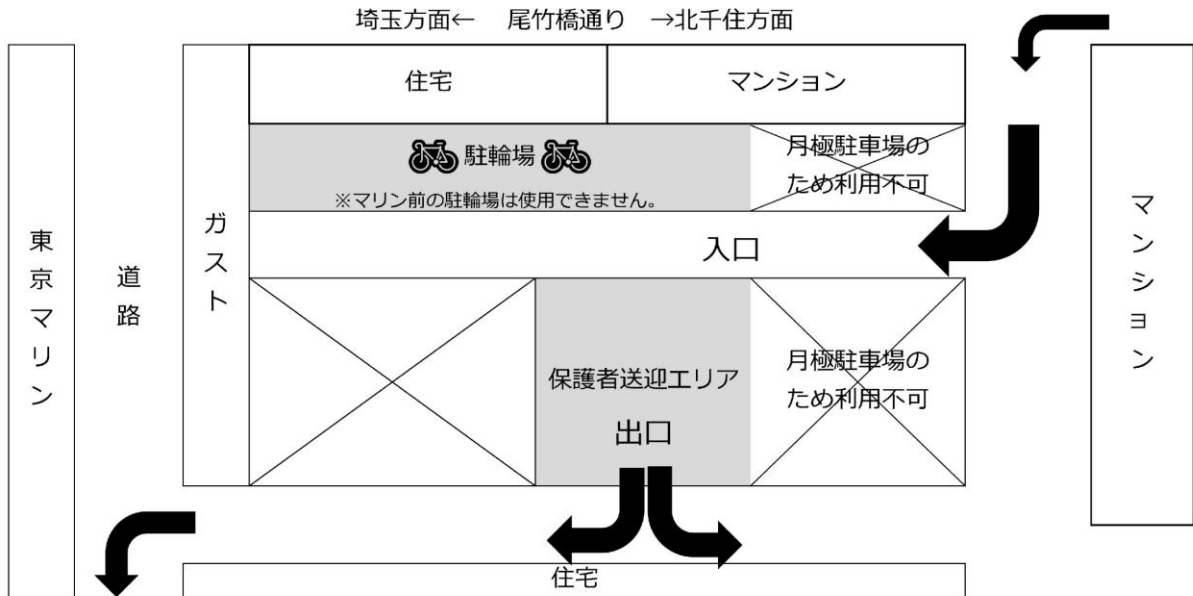 埼玉方面← 尾竹橋通り →北千住方面
住宅
マンション
駐輪場
※マリン前の駐輪場は使用できません。
月極駐車場の
ため利用不可
東京マリン
道路
ガスト
入口
マンション
保護者送迎エリア
出口
月極駐車場の
ため利用不可
住宅